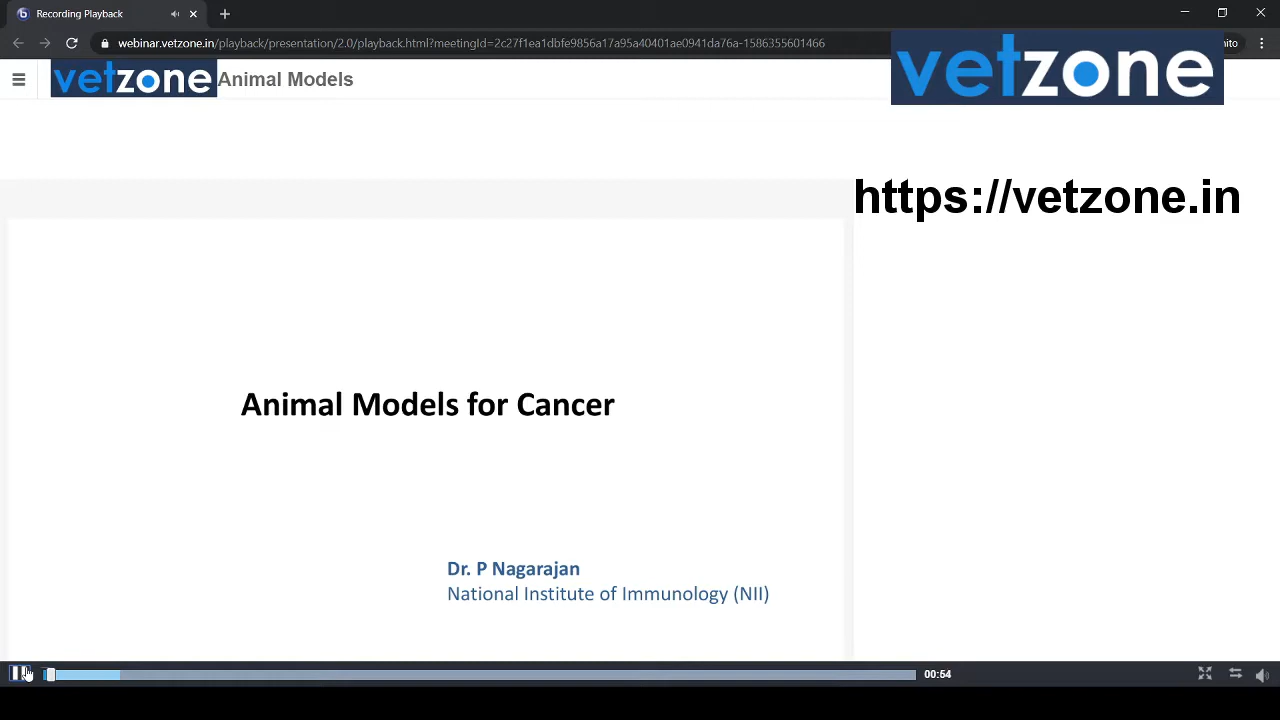 Recording Playback
webinar.vetzone.in/playback/presentation/2.0/playback.html?meetingId=2c27f1ea1dbfe9856a17a95a40401ae0941da76a-1586355601466
vetzone Animal Models
vetzone
https://vetzone.in
Animal Models for Cancer
Dr. P Nagarajan
National Institute of Immunology (NII)
00:54